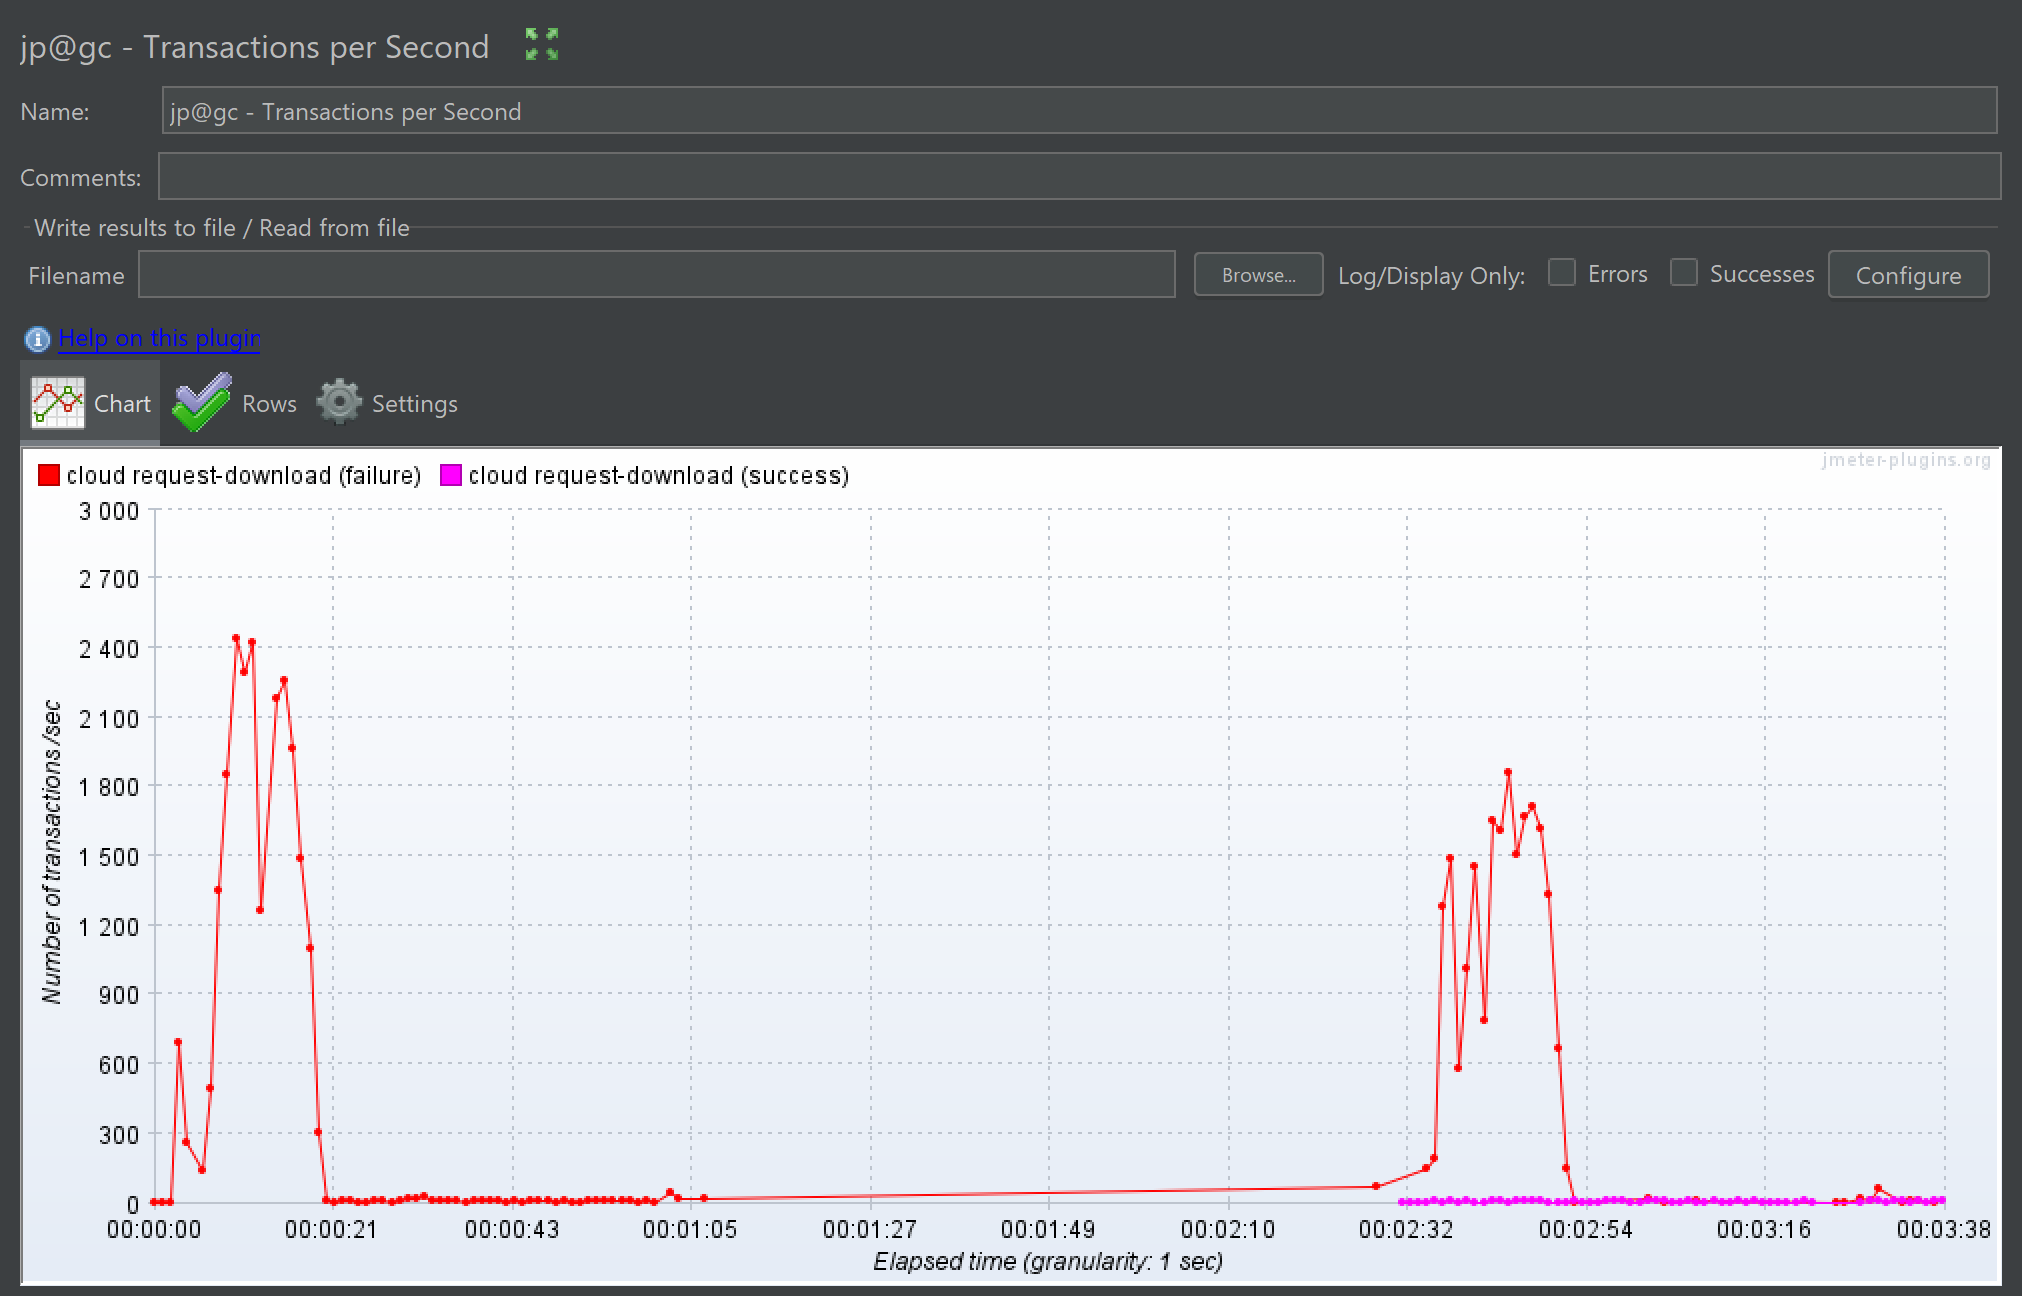 jp@gc - Transactions per Second
Name: jp@gc - Transactions per Second
Comments:
Write results to file / Read from file
Filename Browse... Log/Display Only: Errors Successes Configure
Help on this plugin
Chart Rows Settings
cloud request-download (failure) cloud request-download (success)
jmeter-plugins.org
3 000
2 700
2 400
2 100
1 800
1 500
1 200
900
600
300
0
Number of transactions /sec
00:00:00 00:00:21 00:00:43 00:01:05 00:01:27 00:01:49 00:02:10 00:02:32 00:02:54 00:03:16 00:03:38
Elapsed time (granularity: 1 sec)